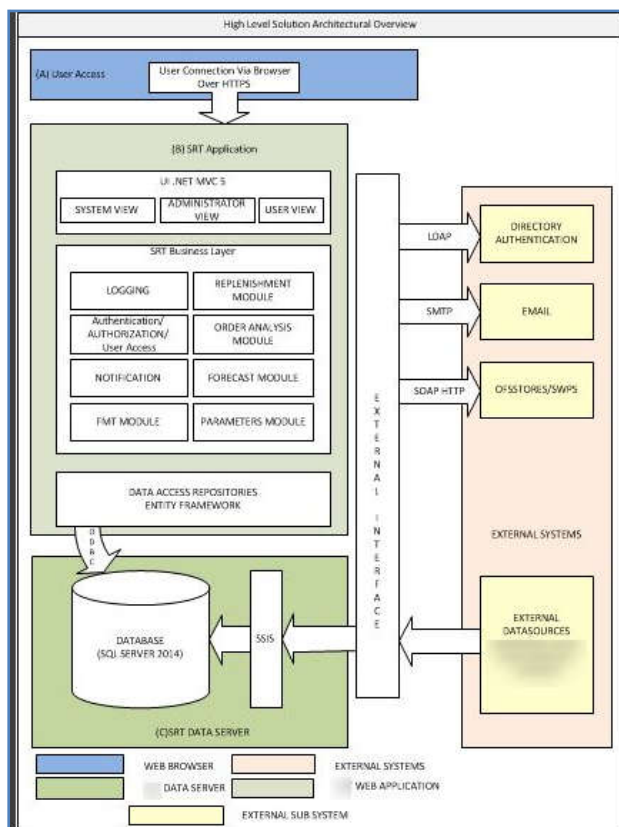 High Level Solution Architectural Overview
(A) User Access
User Connection Via Browser
Over HTTPS
(B) SRT Application
UI .NET MVC 5
SYSTEM VIEW
ADMINISTRATOR
VIEW
USER VIEW
SRT Business Layer
LOGGING
REPLENISHMENT
MODULE
Authentication/
AUTHORIZATION/
User Access
ORDER ANALYSIS
MODULE
NOTIFICATION
FORECAST MODULE
FMT MODULE
PARAMETERS MODULE
DATA ACCESS REPOSITORIES
ENTITY FRAMEWORK
ODBC
DATABASE
(SQL SERVER 2014)
SSIS
(C)SRT DATA SERVER
EXTERNAL INTERFACE
LDAP
DIRECTORY
AUTHENTICATION
SMTP
EMAIL
SOAP HTTP
OFSSTORES/SWPS
EXTERNAL SYSTEMS
EXTERNAL
DATASOURCES
WEB BROWSER
EXTERNAL SYSTEMS
DATA SERVER
WEB APPLICATION
EXTERNAL SUB SYSTEM